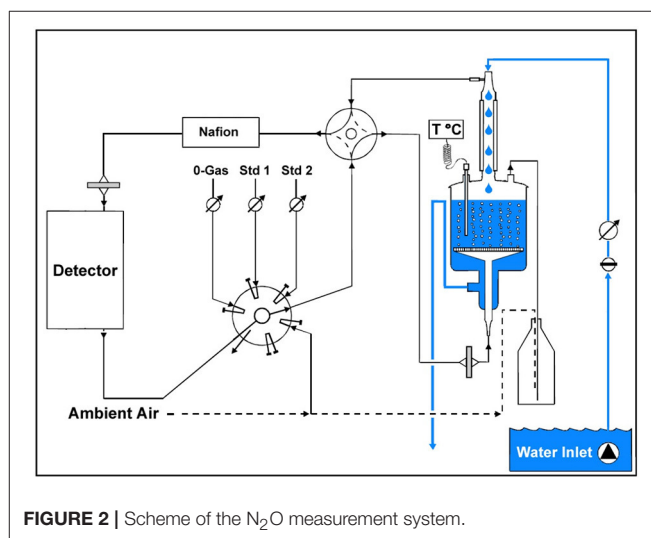 T ºC
Nafion
0-Gas Std 1 Std 2
Detector
Ambient Air
Water Inlet
FIGURE 2 | Scheme of the N₂O measurement system.